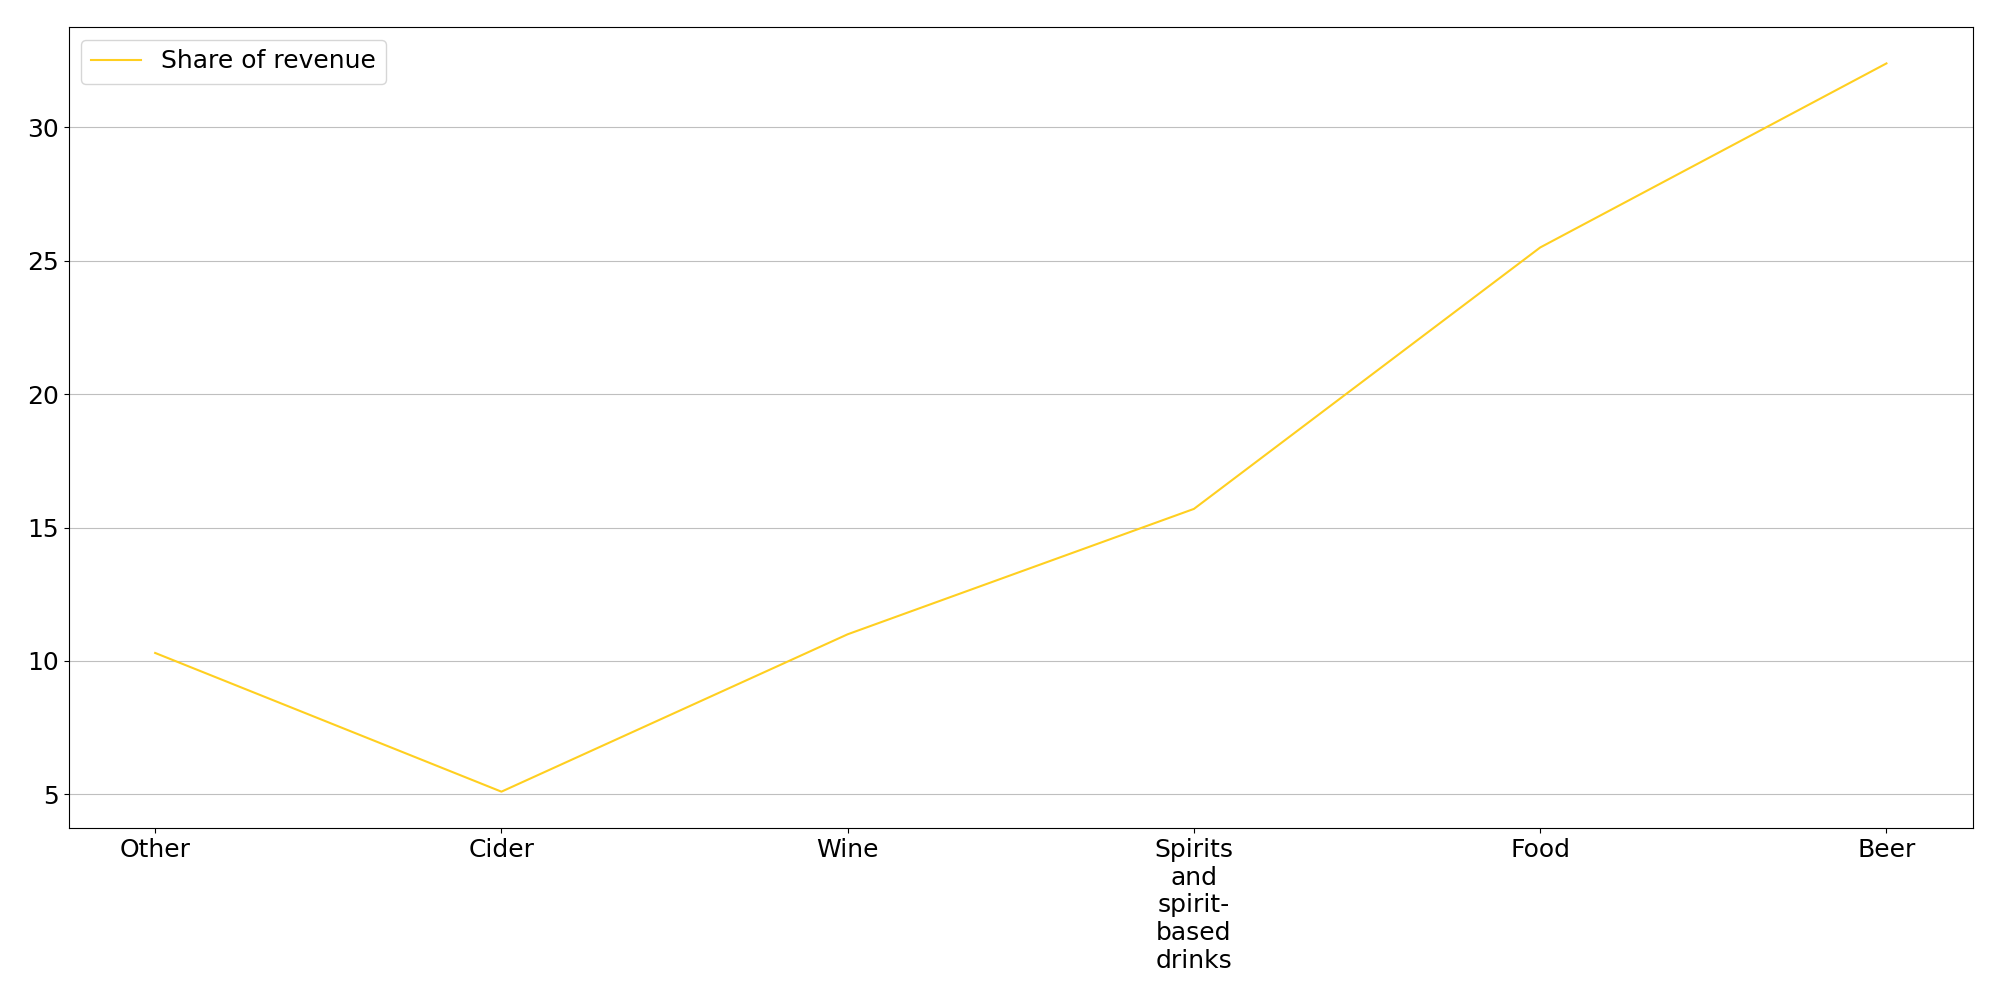 Share of revenue
30
25
20
15
10
5
Other
Cider
Wine
Spirits
and
spirit-
based
drinks
Food
Beer